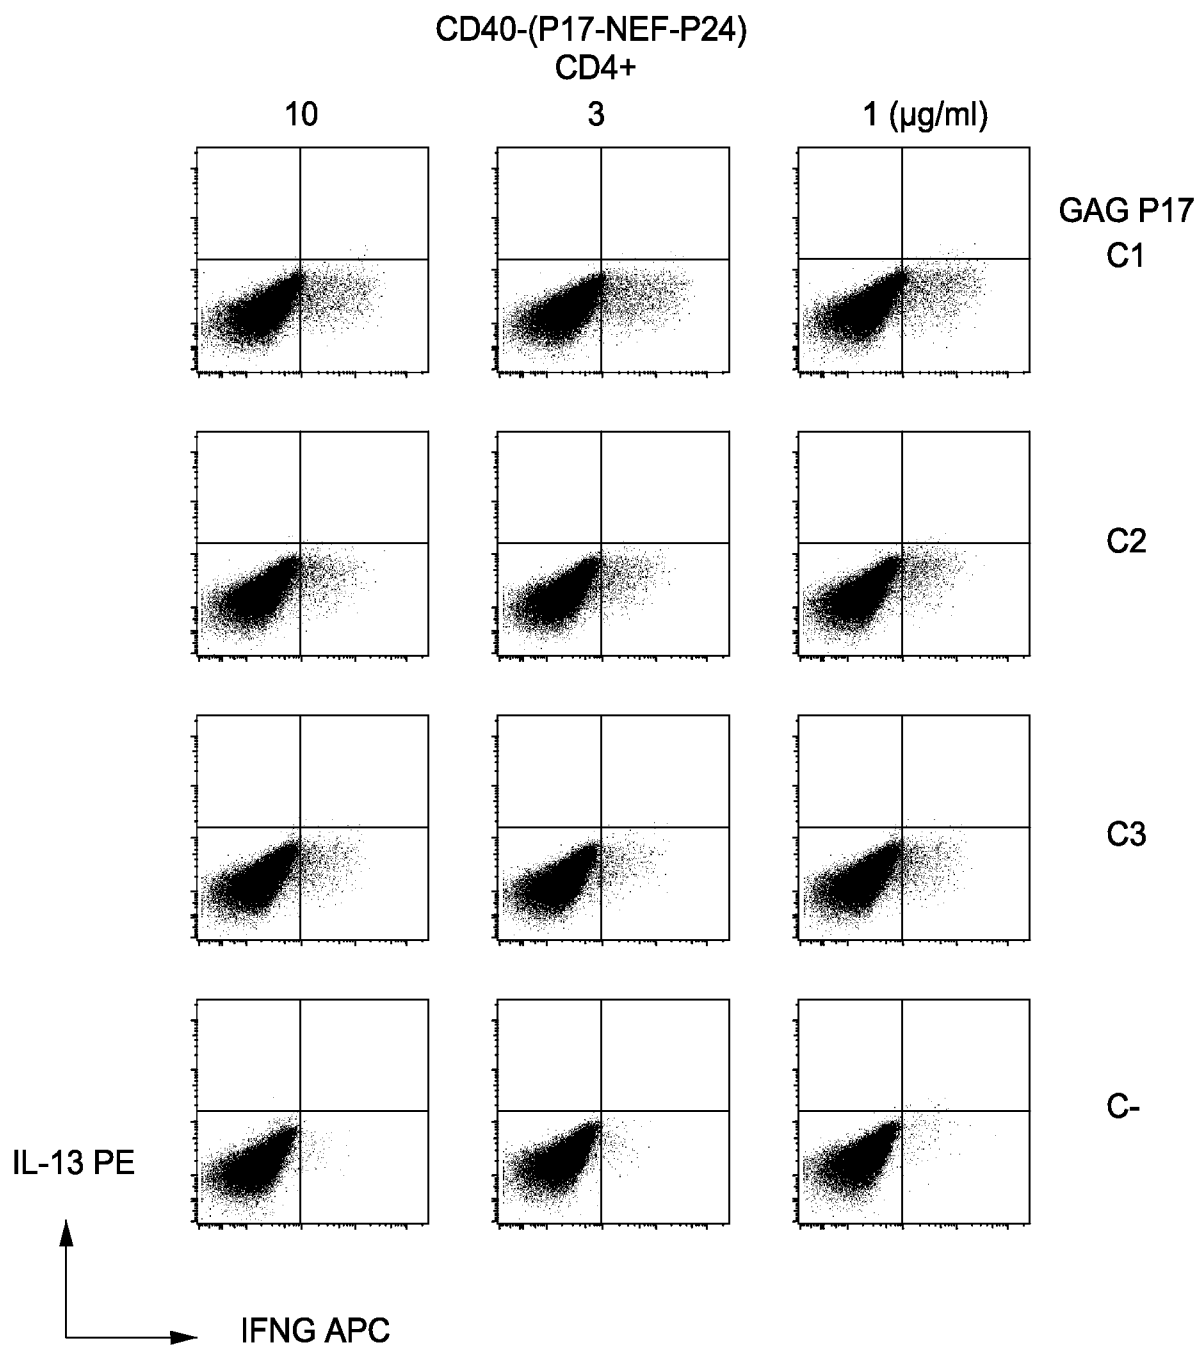 CD40-(P17-NEF-P24)
CD4+
10 3 1 (µg/ml)
GAG P17
C1
C2
C3
C-
IL-13 PE
IFNG APC